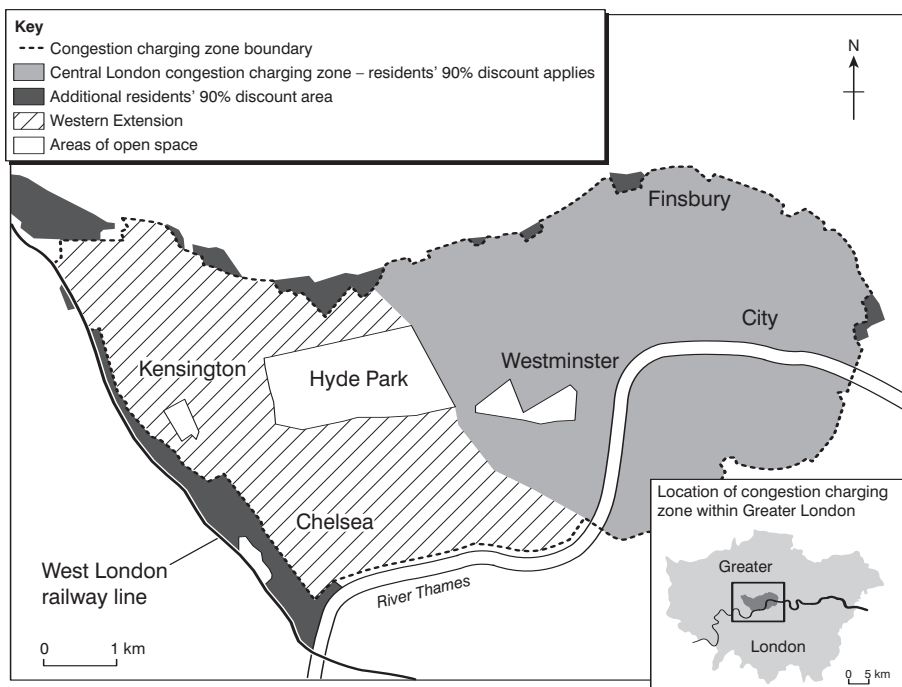 Key
Congestion charging zone boundary
Central London congestion charging zone – residents’ 90% discount applies
Additional residents’ 90% discount area
Western Extension
Areas of open space
N
Finsbury
City
Westminster
Kensington
Hyde Park
Chelsea
West London
railway line
River Thames
0 1 km
Location of congestion charging
zone within Greater London
Greater
London
0 5 km